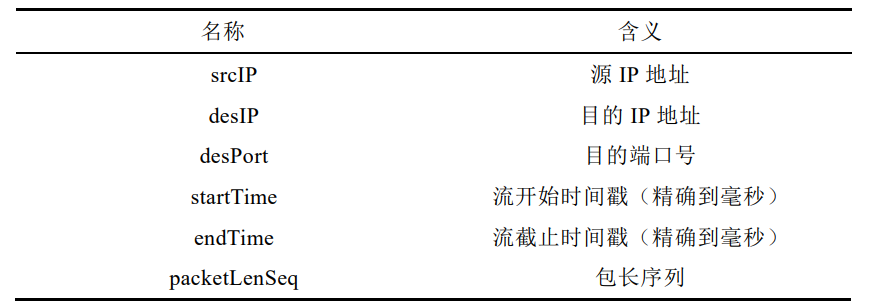 名称 含义
srcIP 源 IP 地址
desIP 目的 IP 地址
desPort 目的端口号
startTime 流开始时间戳（精确到毫秒）
endTime 流截止时间戳（精确到毫秒）
packetLenSeq 包长序列